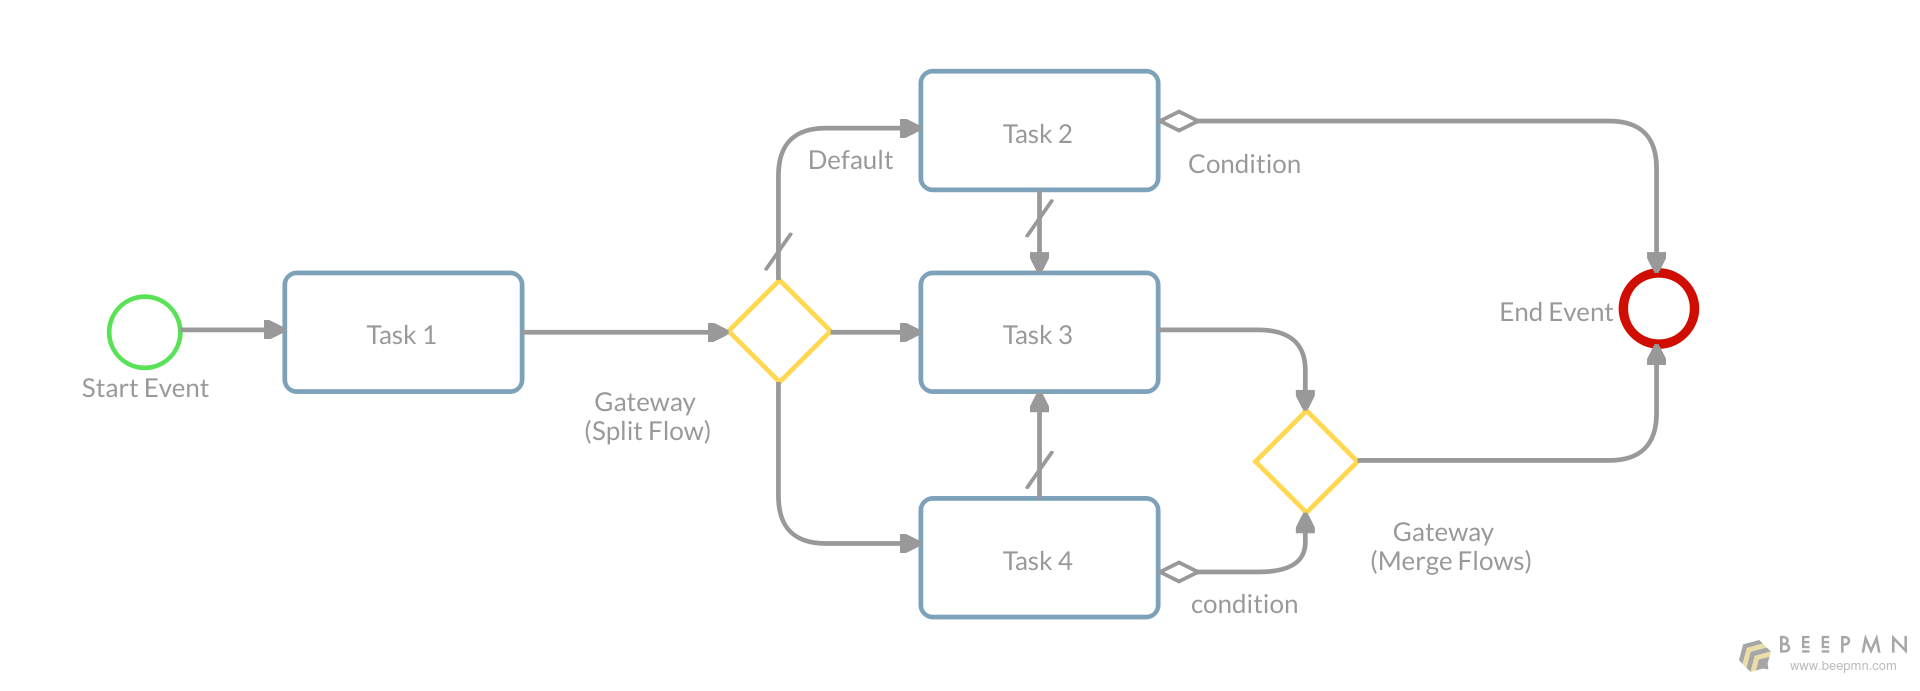 Task 2
Default
Condition
Task 1
Task 3
End Event
Start Event
Gateway
(Split Flow)
Task 4
Gateway
(Merge Flows)
condition
BEEPMN
www.beepmn.com